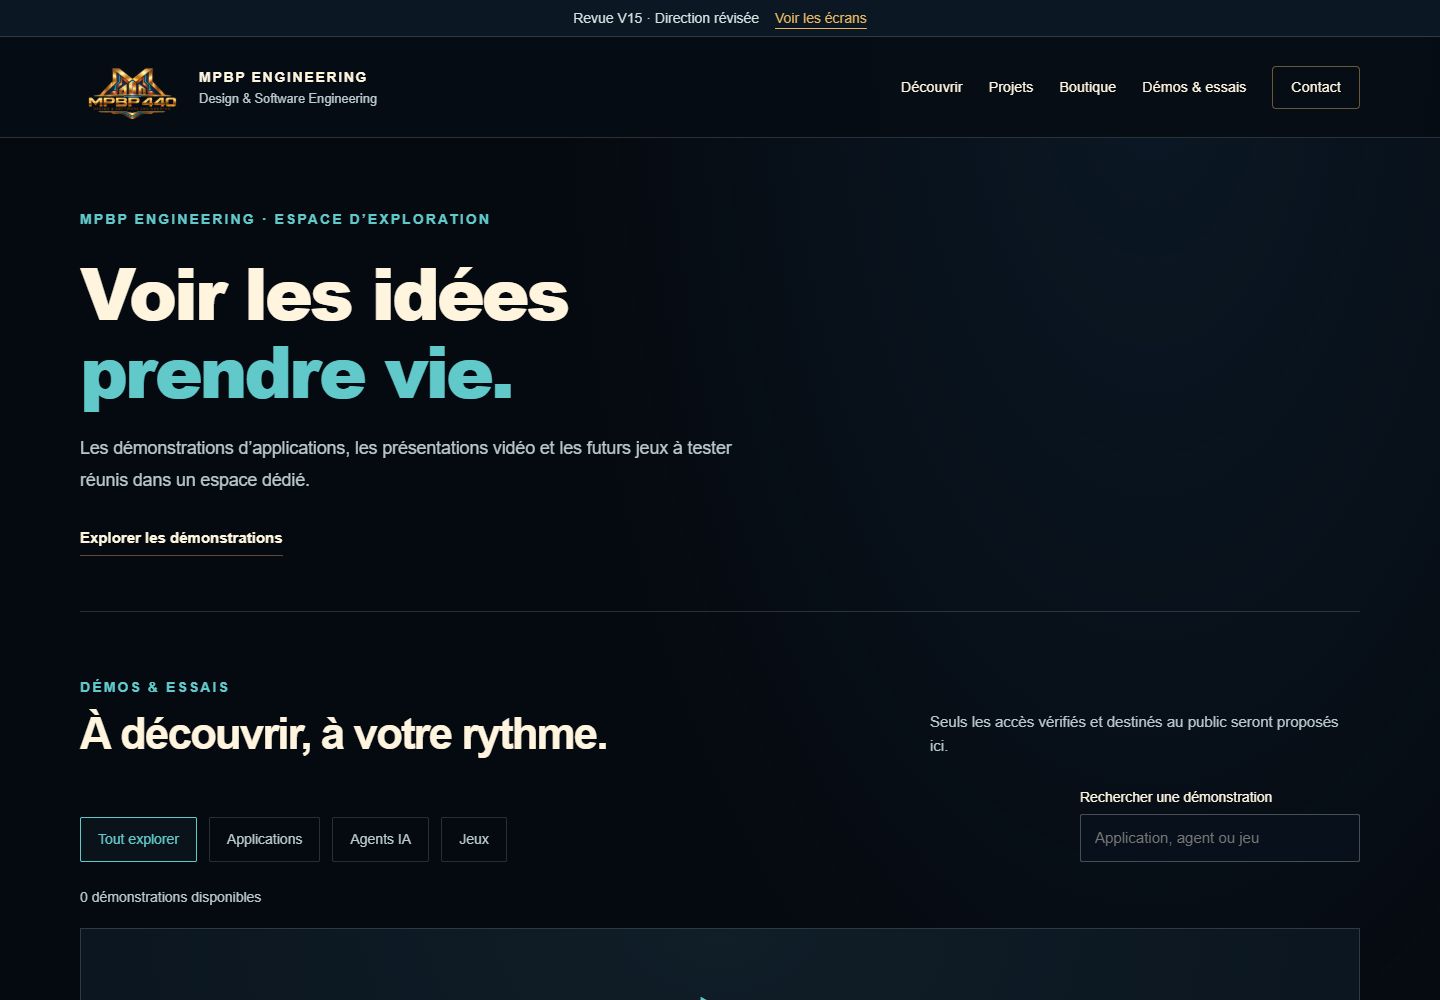 Revue V15 · Direction révisée Voir les écrans
MPBP 440
MPBP ENGINEERING
Design & Software Engineering
Découvrir Projets Boutique Démos & essais Contact
MPBP ENGINEERING · ESPACE D’EXPLORATION
Voir les idées
prendre vie.
Les démonstrations d’applications, les présentations vidéo et les futurs jeux à tester
réunis dans un espace dédié.
Explorer les démonstrations
DÉMOS & ESSAIS
À découvrir, à votre rythme.
Seuls les accès vérifiés et destinés au public seront proposés
ici.
Rechercher une démonstration
Tout explorer Applications Agents IA Jeux
Application, agent ou jeu
0 démonstrations disponibles